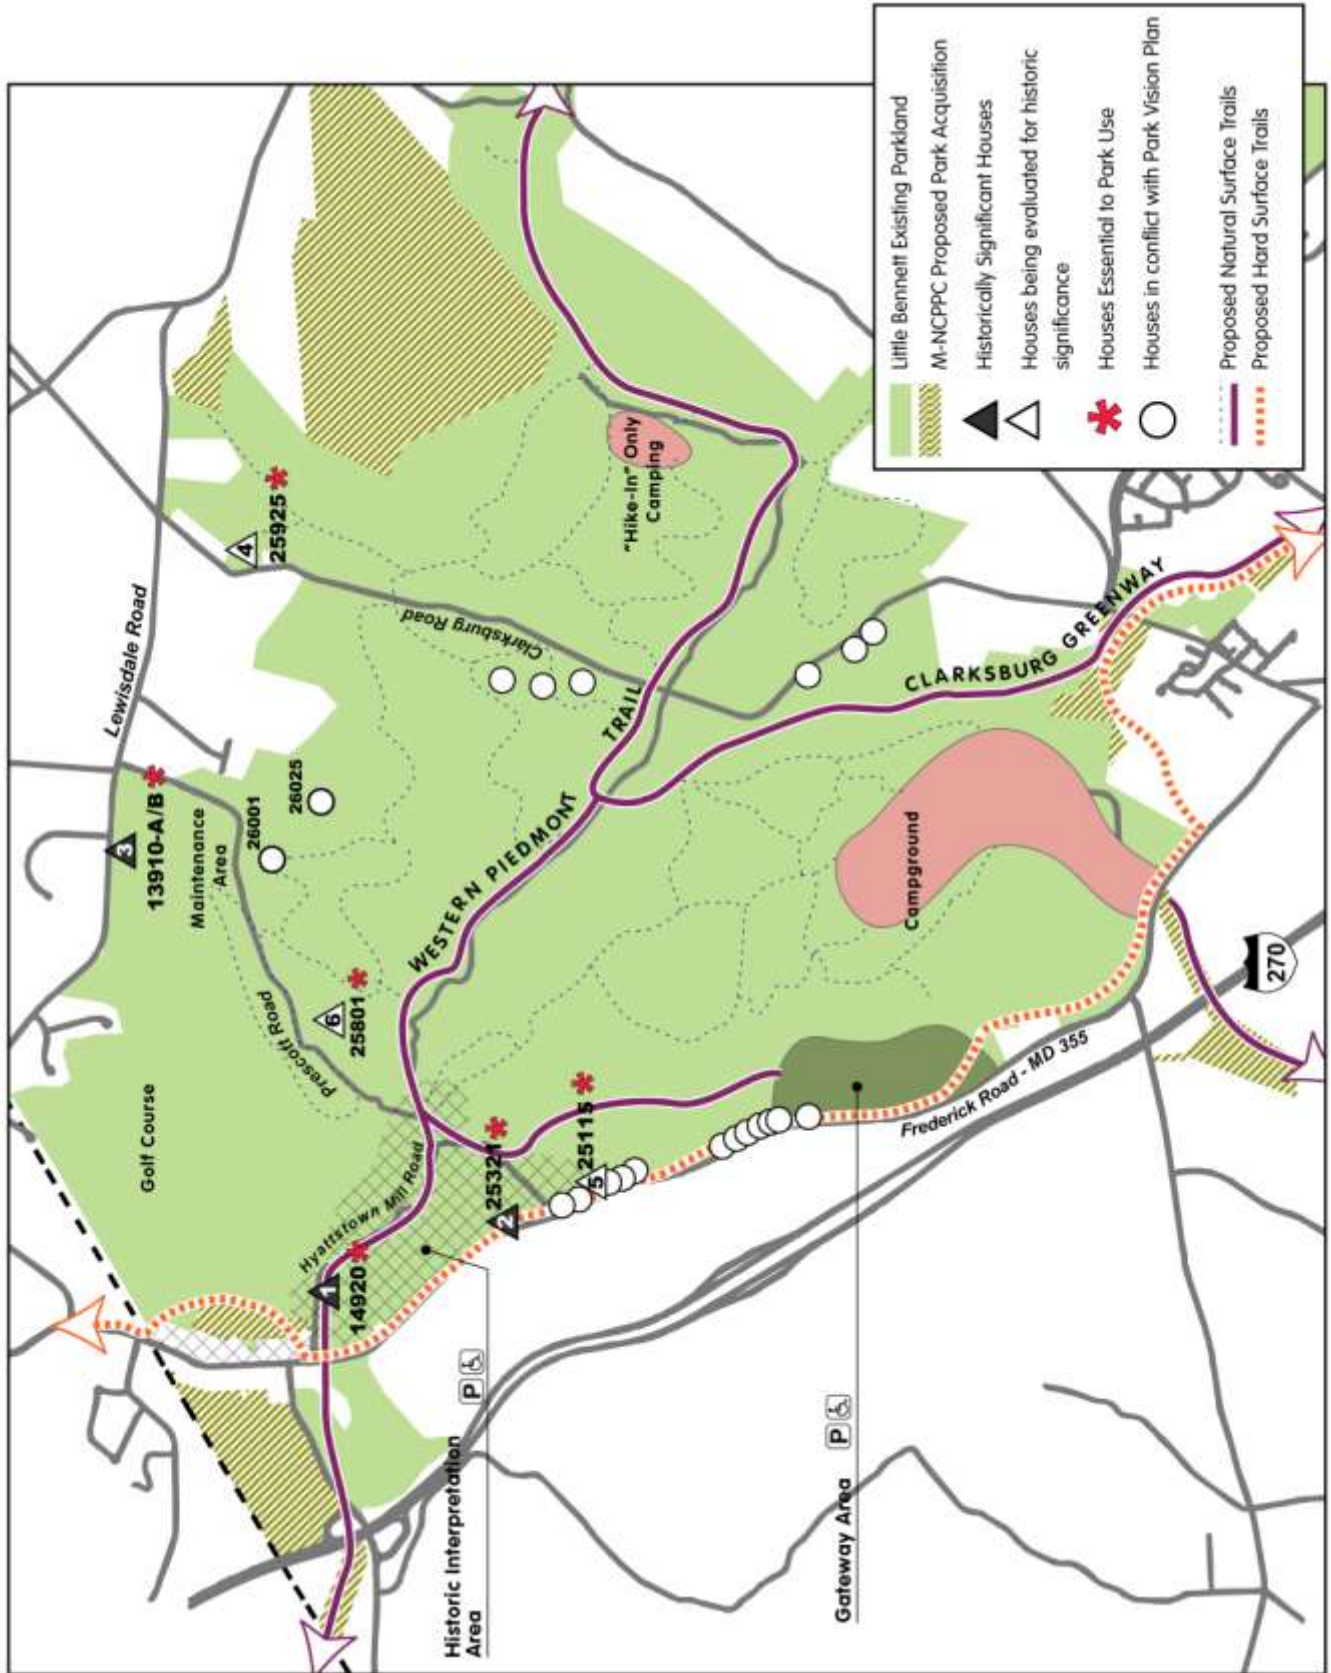 Little Bennett Existing Parkland
M-NCPPC Proposed Park Acquisition
Historically Significant Houses
Houses being evaluated for historic
significance
Houses Essential to Park Use
Houses in conflict with Park Vision Plan
Proposed Natural Surface Trails
Proposed Hard Surface Trails
Lewisdale Road
4
25925
3
13910-A/B
Maintenance
Area
26001
26025
Clarksburg Road
"Hike-In" Only
Camping
Golf Course
Prescott Road
6
25801
WESTERN PIEDMONT TRAIL
CLARKSBURG GREENWAY
Campground
Hyattstown Mill Road
1
14920
2
25321
5
25115
Frederick Road - MD 355
270
Historic Interpretation
Area
P
Gateway Area
P